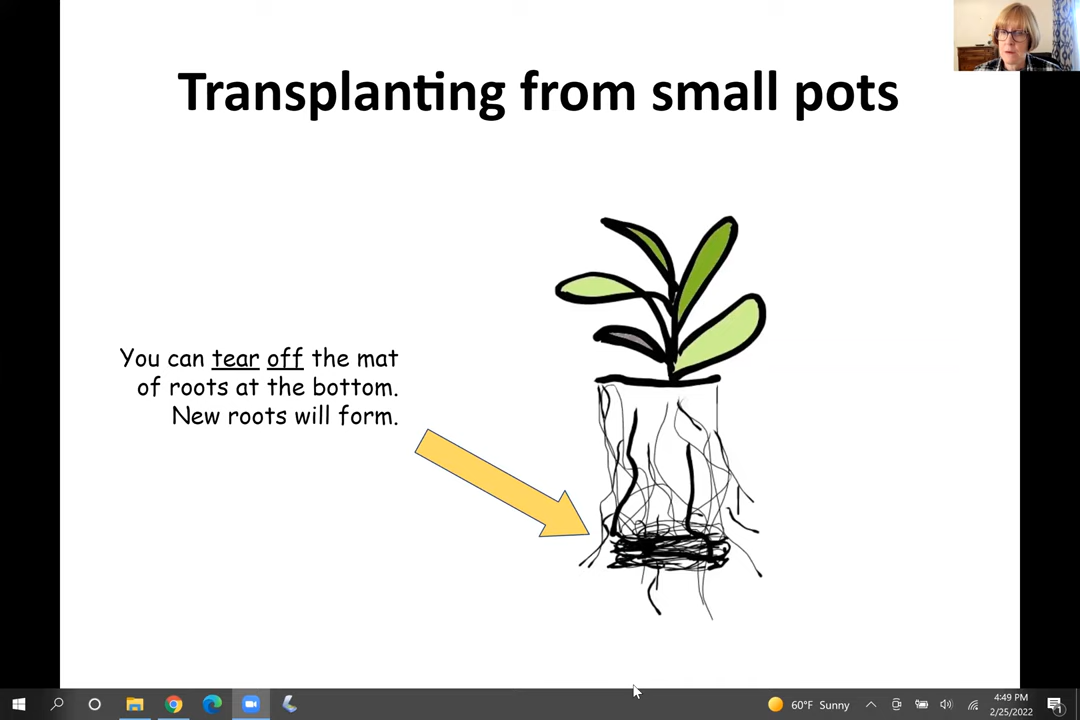 Transplanting from small pots
You can tear off the mat
of roots at the bottom.
New roots will form.
60°F Sunny
4:49 PM
2/25/2022
1